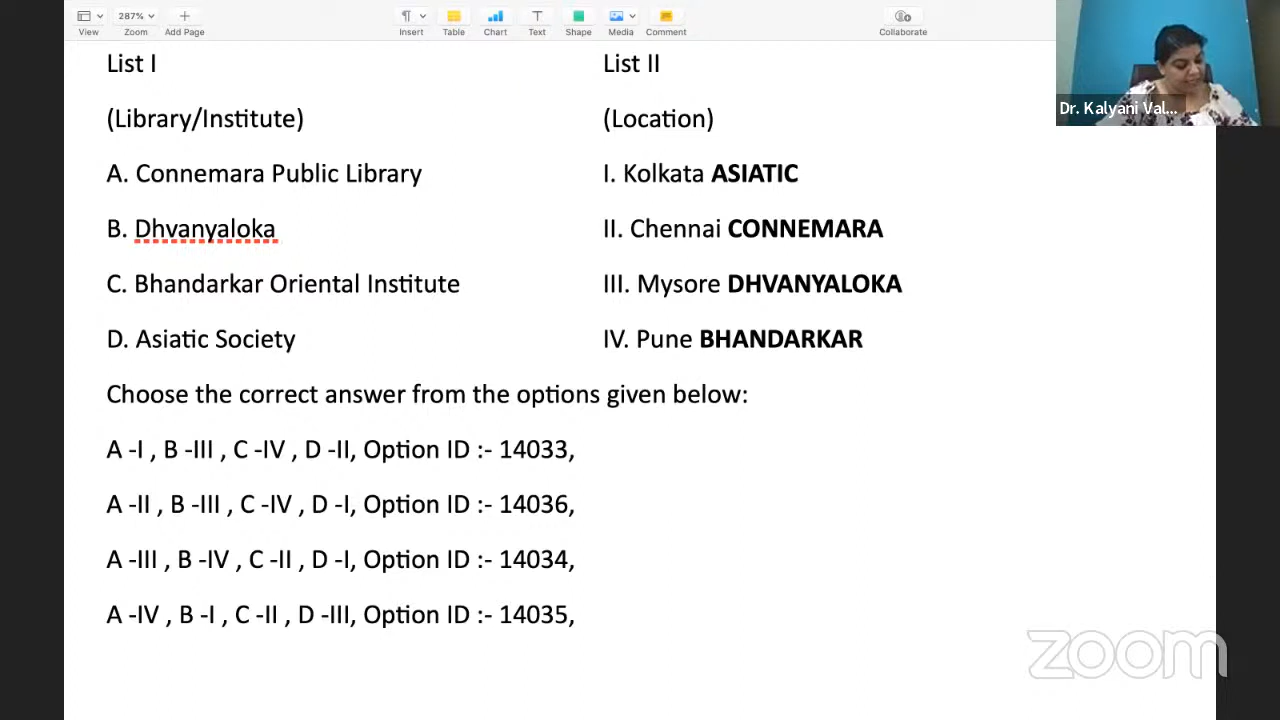 View
287%
Zoom
Add Page
Insert
Table
Chart
Text
Shape
Media
Comment
Collaborate
Dr. Kalyani Val...
List I
List II
(Library/Institute)
(Location)
A. Connemara Public Library
I. Kolkata ASIATIC
B. Dhvanyaloka
II. Chennai CONNEMARA
C. Bhandarkar Oriental Institute
III. Mysore DHVANYALOKA
D. Asiatic Society
IV. Pune BHANDARKAR
Choose the correct answer from the options given below:
A -I , B -III , C -IV , D -II, Option ID :- 14033,
A -II , B -III , C -IV , D -I, Option ID :- 14036,
A -III , B -IV , C -II , D -I, Option ID :- 14034,
A -IV , B -I , C -II , D -III, Option ID :- 14035,
zoom